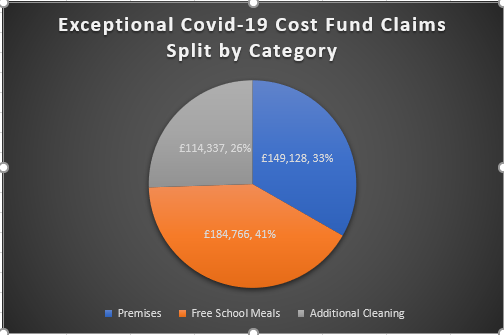 Exceptional Covid-19 Cost Fund Claims
Split by Category
£114,337, 26%
£149,128, 33%
£184,766, 41%
Premises
Free School Meals
Additional Cleaning